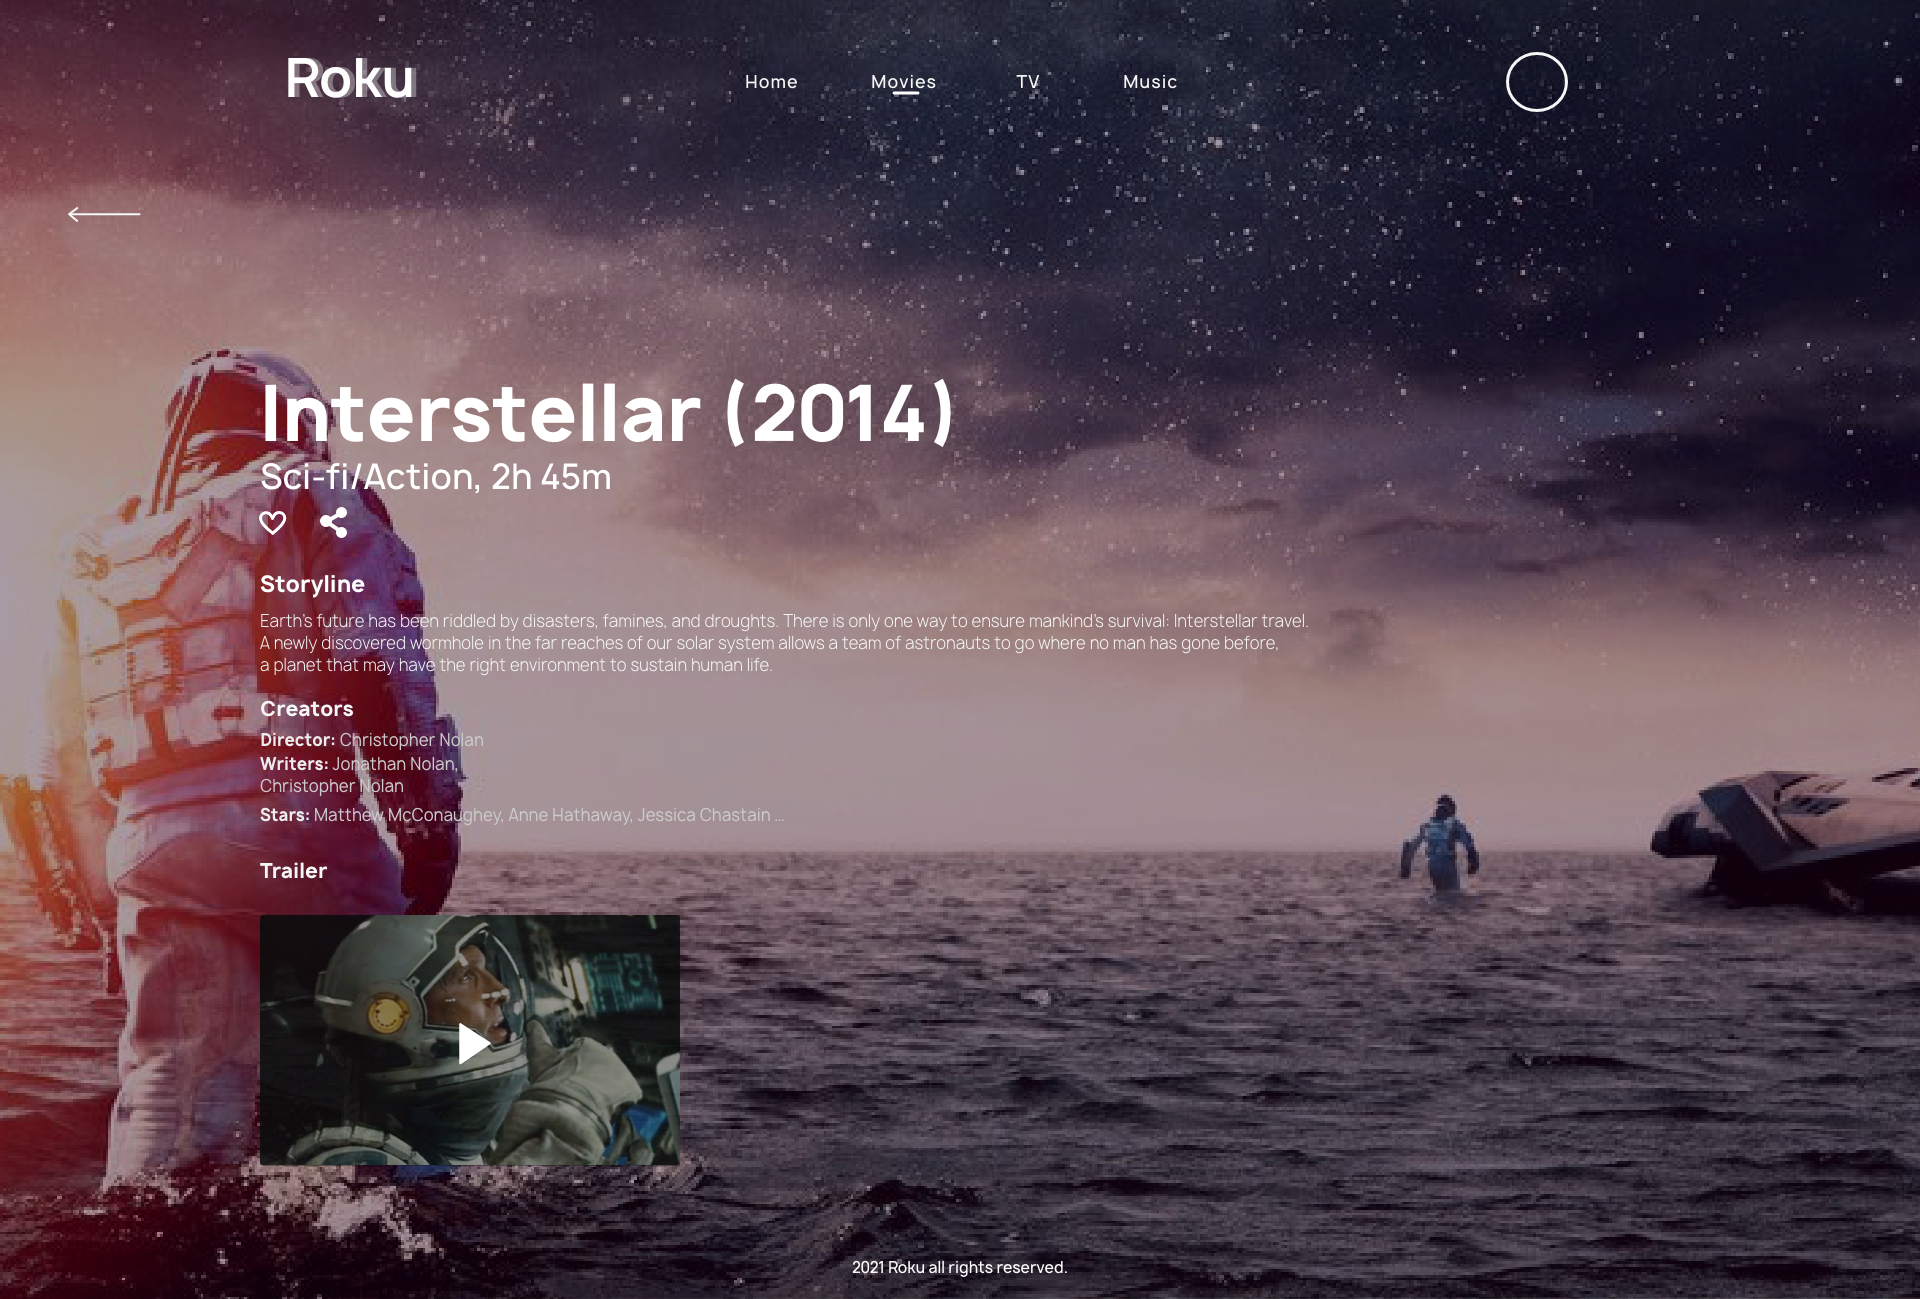 Roku
Home
Movies
TV
Music
Interstellar (2014)
Sci-fi/Action, 2h 45m
Storyline
Earth's future has been riddled by disasters, famines, and droughts. There is only one way to ensure mankind's survival: Interstellar travel.
A newly discovered wormhole in the far reaches of our solar system allows a team of astronauts to go where no man has gone before,
a planet that may have the right environment to sustain human life.
Creators
Director: Christopher Nolan
Writers: Jonathan Nolan,
Christopher Nolan
Stars: Matthew McConaughey, Anne Hathaway, Jessica Chastain ...
Trailer
2021 Roku all rights reserved.